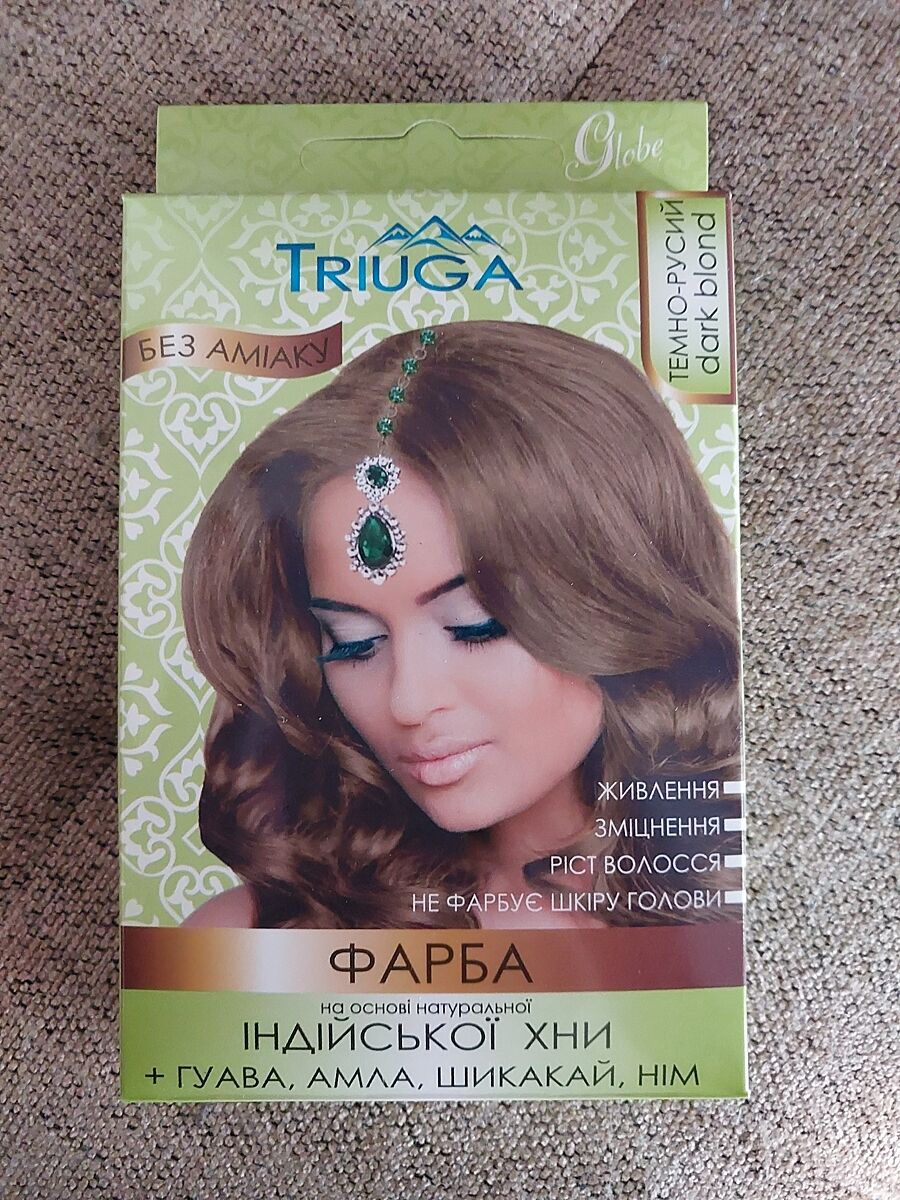 Globe
TRIUGA
ТЕМНО-РУСИЙ
dark blond
БЕЗ АМІАКУ
ЖИВЛЕННЯ
ЗМІЦНЕННЯ
РІСТ ВОЛОССЯ
НЕ ФАРБУЄ ШКІРУ ГОЛОВИ
ФАРБА
на основі натуральної
ІНДІЙСЬКОЇ ХНИ
+ ГУАВА, АМЛА, ШИКАКАЙ, НІМ